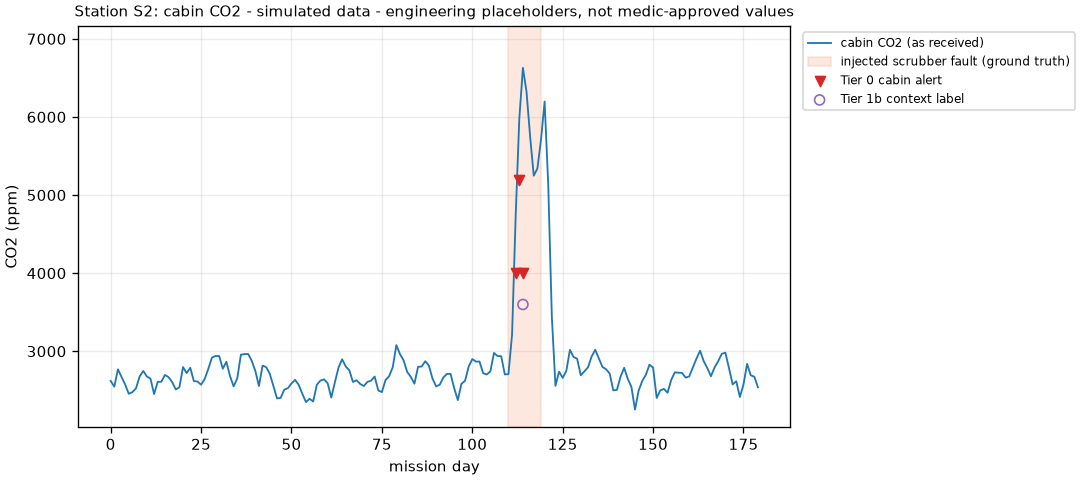 Station S2: cabin CO2 - simulated data - engineering placeholders, not medic-approved values
cabin CO2 (as received)
injected scrubber fault (ground truth)
Tier 0 cabin alert
Tier 1b context label
CO2 (ppm)
7000
6000
5000
4000
3000
0 25 50 75 100 125 150 175
mission day